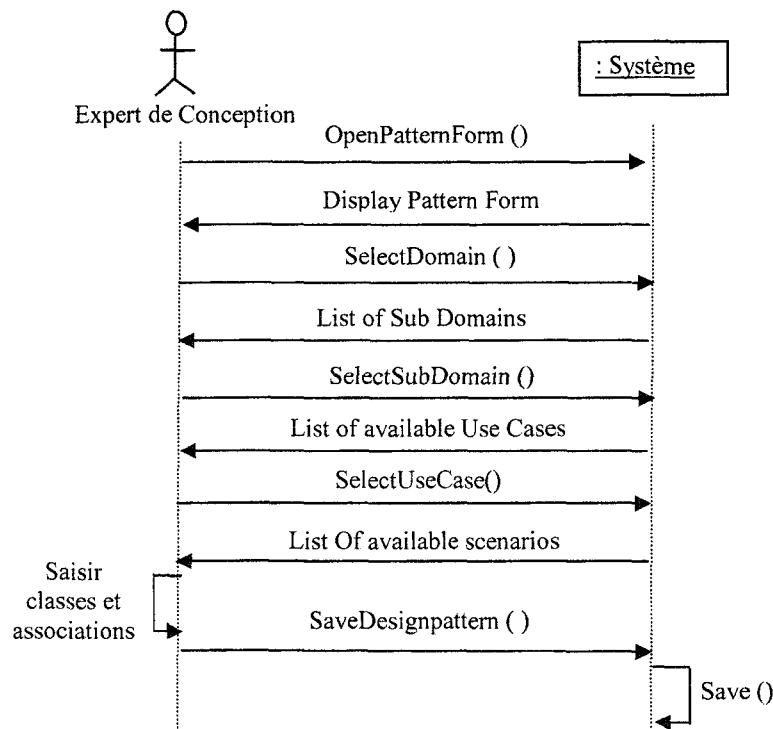 : Système
Expert de Conception
OpenPatternForm ()
Display Pattern Form
SelectDomain ( )
List of Sub Domains
SelectSubDomain ()
List of available Use Cases
SelectUseCase()
List Of available scenarios
Saisir
classes et
associations
SaveDesignpattern ( )
Save ()